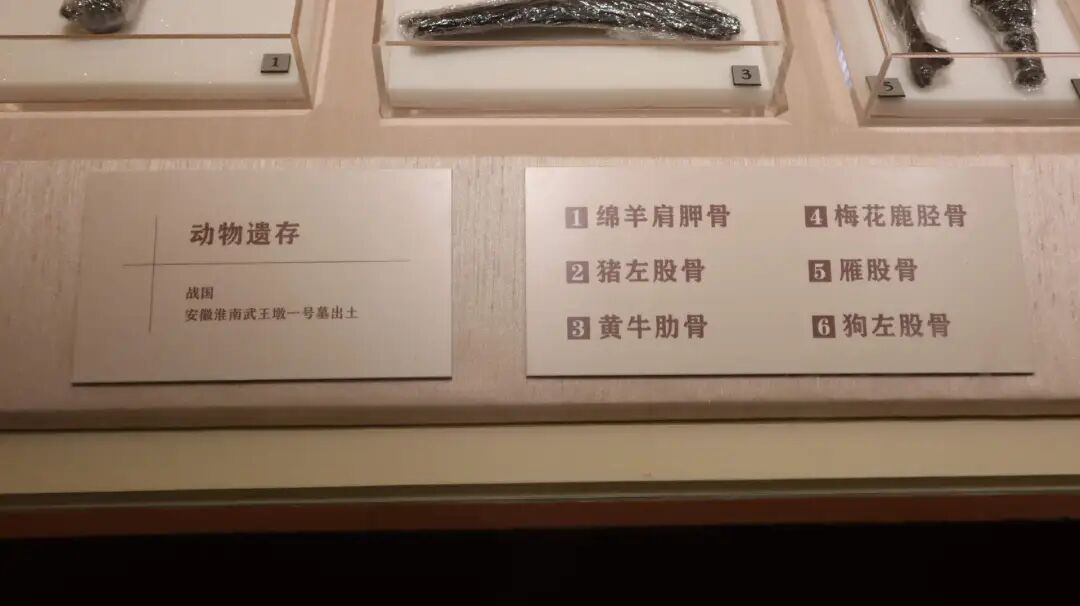 1
3
5
动物遗存
战国
安徽淮南武王墩一号墓出土
1 绵羊肩胛骨
2 猪左股骨
3 黄牛肋骨
4 梅花鹿胫骨
5 雁股骨
6 狗左股骨